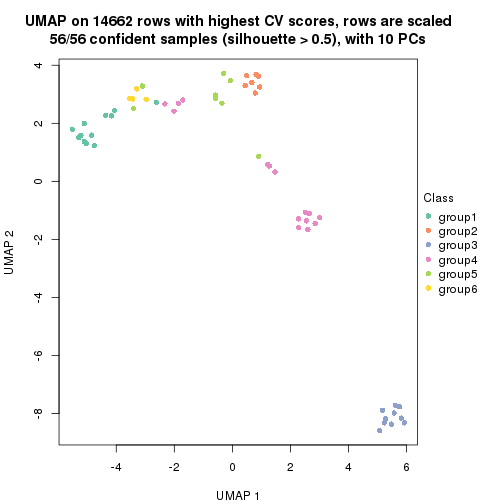 UMAP on 14662 rows with highest CV scores, rows are scaled
56/56 confident samples (silhouette > 0.5), with 10 PCs
4
2
0
-2
-4
-6
-8
UMAP 2
-4
-2
0
2
4
6
UMAP 1
Class
group1
group2
group3
group4
group5
group6